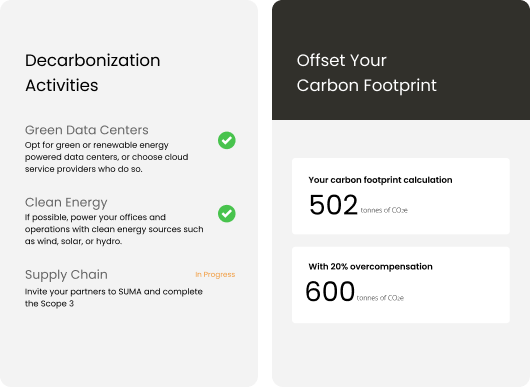 Decarbonization
Activities
Green Data Centers
Opt for green or renewable energy
powered data centers, or choose cloud
service providers who do so.
Clean Energy
If possible, power your offices and
operations with clean energy sources such
as wind, solar, or hydro.
Supply Chain
In Progress
Invite your partners to SUMA and complete
the Scope 3
Offset Your
Carbon Footprint
Your carbon footprint calculation
502 tonnes of CO₂e
With 20% overcompensation
600 tonnes of CO₂e